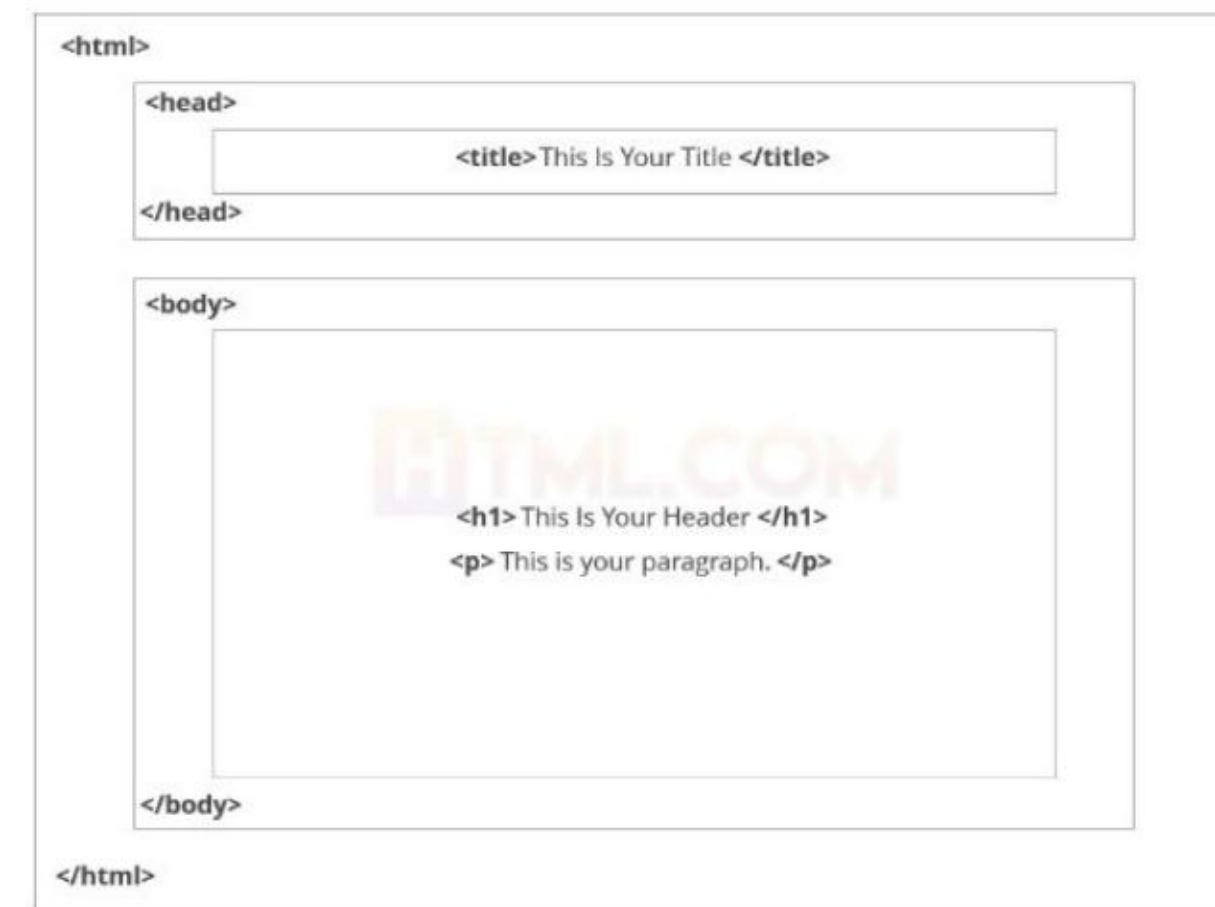 <html>
<head>
<title>This Is Your Title </title>
</head>
<body>
HTML.COM
<h1> This Is Your Header </h1>
<p> This is your paragraph. </p>
</body>
</html>